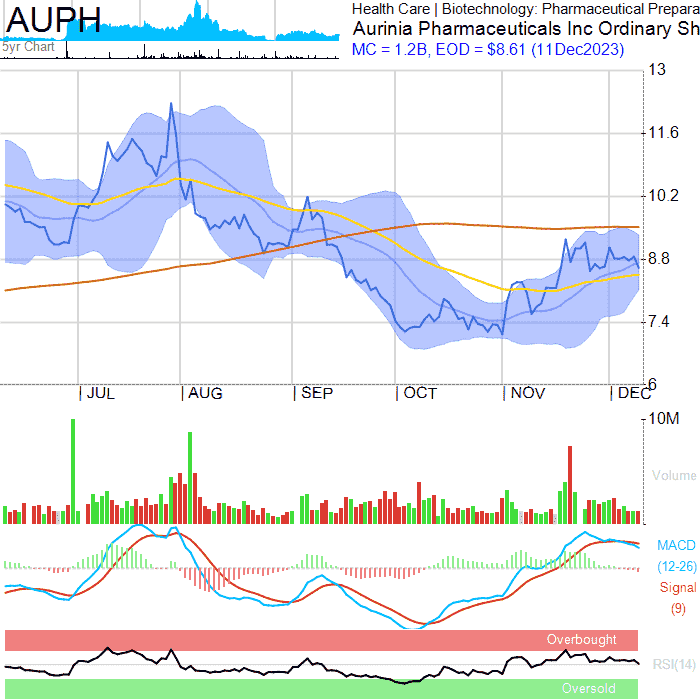 AUPH
5yr Chart
Health Care | Biotechnology: Pharmaceutical Prepara
Aurinia Pharmaceuticals Inc Ordinary Sh
MC = 1.2B, EOD = $8.61 (11Dec2023)
13
11.6
10.2
8.8
7.4
6
| JUL | AUG | SEP | OCT | NOV | DEC
10M
Volume
MACD
(12-26)
Signal
(9)
Overbought
RSI(14)
Oversold